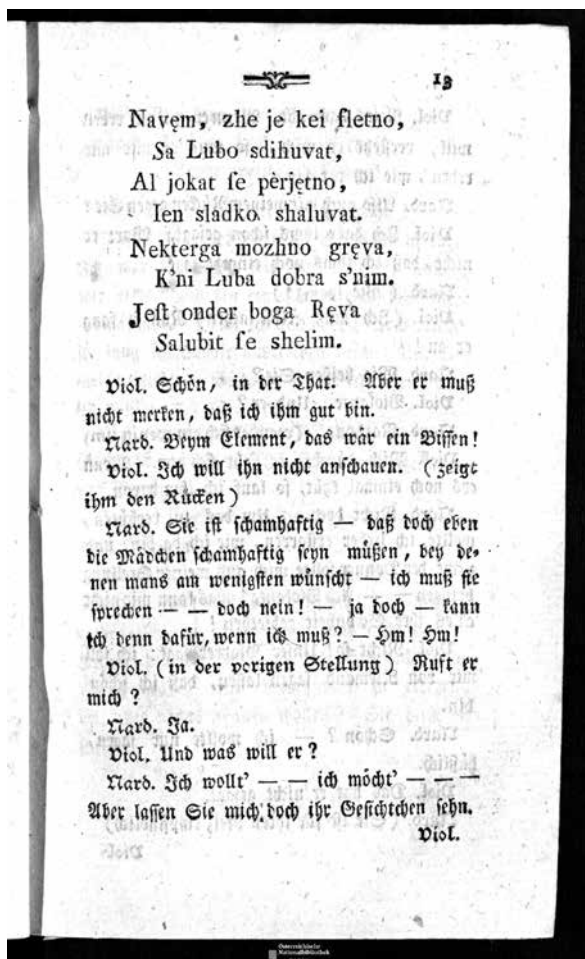 13
Navęm, zhe je kei ſletno,
Sa Lubo sdihuvat,
Al jokat ſe pèrjętno,
Ien sladko shaluvat.
Nekterga mozhno gręva,
K'ni Luba dobra s'nim.
Jeſt onder boga Ręva
Salubit ſe shelim.
Viol. Schön, in der That. Aber er muß
nicht merken, daß ich ihm gut bin.
Nard. Beym Element, das wär ein Bissen!
Viol. Ich will ihn nicht anschauen. (zeigt
ihm den Rücken)
Nard. Sie ist schamhaftig — daß doch eben
die Mädchen schamhaftig seyn müßen, bey de-
nen mans am wenigsten wünscht — ich muß sie
sprechen — — doch nein! — ja doch — kann
ich denn dafür, wenn ich muß? — Hm! Hm!
Viol. (in der vorigen Stellung) Ruft er
mich?
Nard. Ja.
Viol. Und was will er?
Nard. Ich wollt' — — ich möcht' — — —
Aber lassen Sie mich doch ihr Gesichtchen sehn.
Viol.
Österreichische
Nationalbibliothek